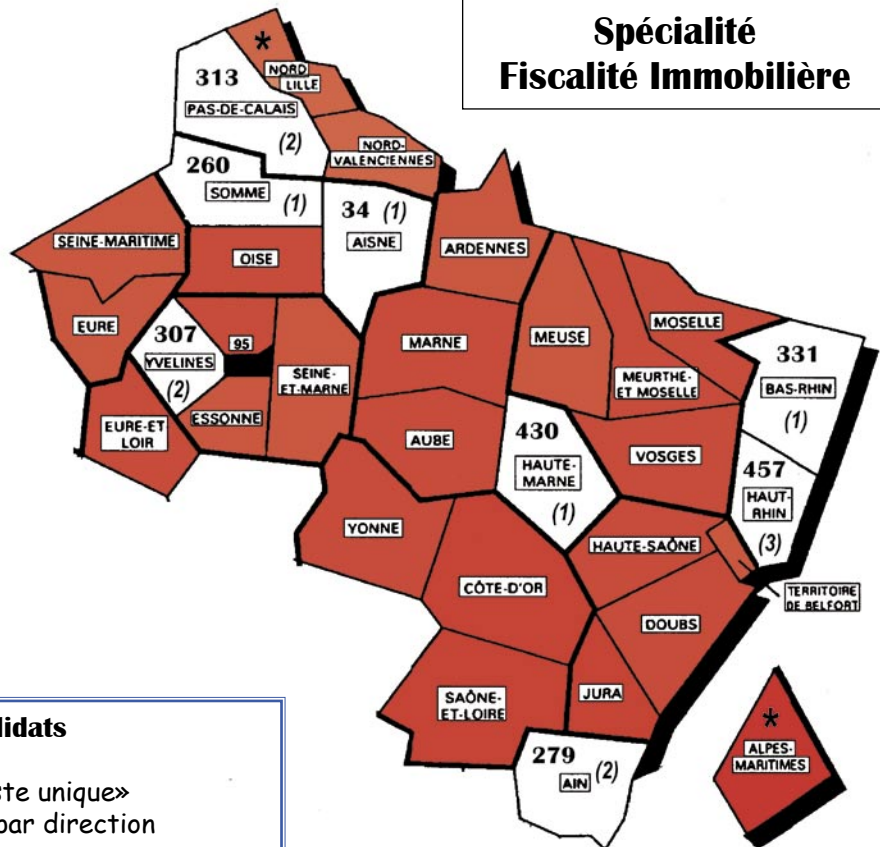 Spécialité
Fiscalité Immobilière
*
NORD
LILLE
313
PAS-DE-CALAIS
(2)
NORD-
VALENCIENNES
260
SOMME
(1)
34 (1)
AISNE
ARDENNES
SEINE-MARITIME
OISE
EURE
307
YVELINES
(2)
95
SEINE-
ET-MARNE
MARNE
MEUSE
MOSELLE
MEURTHE-
ET MOSELLE
331
BAS-RHIN
(1)
EURE-ET
LOIR
ESSONNE
AUBE
430
HAUTE-
MARNE
(1)
VOSGES
457
HAUT-
RHIN
(3)
YONNE
HAUTE-SAÔNE
CÔTE-D'OR
TERRITOIRE
DE BELFORT
DOUBS
SAÔNE-
ET-LOIRE
JURA
279
AIN (2)
*
ALPES-
MARITIMES
didats
te unique»
par direction